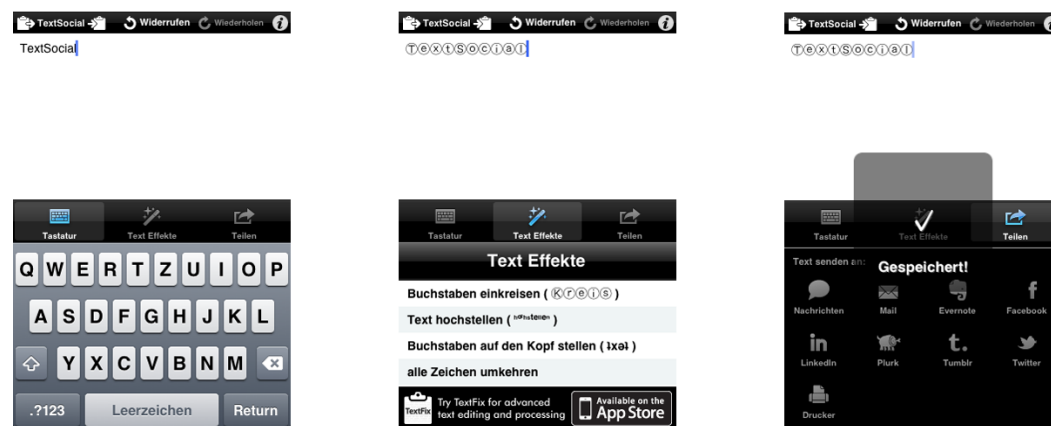 TextSocial Widerrufen Wiederholen
TextSocial
Tastatur Text Effekte Teilen
Q W E R T Z U I O P
A S D F G H J K L
Y X C V B N M
.?123 Leerzeichen Return
TextSocial Widerrufen Wiederholen
ⓉⓔⓧⓣⓈⓞⓒⓘⓐⓛ
Tastatur Text Effekte Teilen
Text Effekte
Buchstaben einkreisen ( Ⓚⓡⓔⓘⓢ )
Text hochstellen ( ʰᵒᶜʰˢᵗᵉˡˡᵉⁿ )
Buchstaben auf den Kopf stellen ( ʇxǝʇ )
alle Zeichen umkehren
TextFix
Try TextFix for advanced
text editing and processing
Available on the
App Store
TextSocial Widerrufen Wiederholen
ⓉⓔⓧⓣⓈⓞⓒⓘⓐⓛ
Tastatur Text Effekte Teilen
Text senden an:
Gespeichert!
Nachrichten Mail Evernote Facebook
LinkedIn Plurk Tumblr Twitter
Drucker